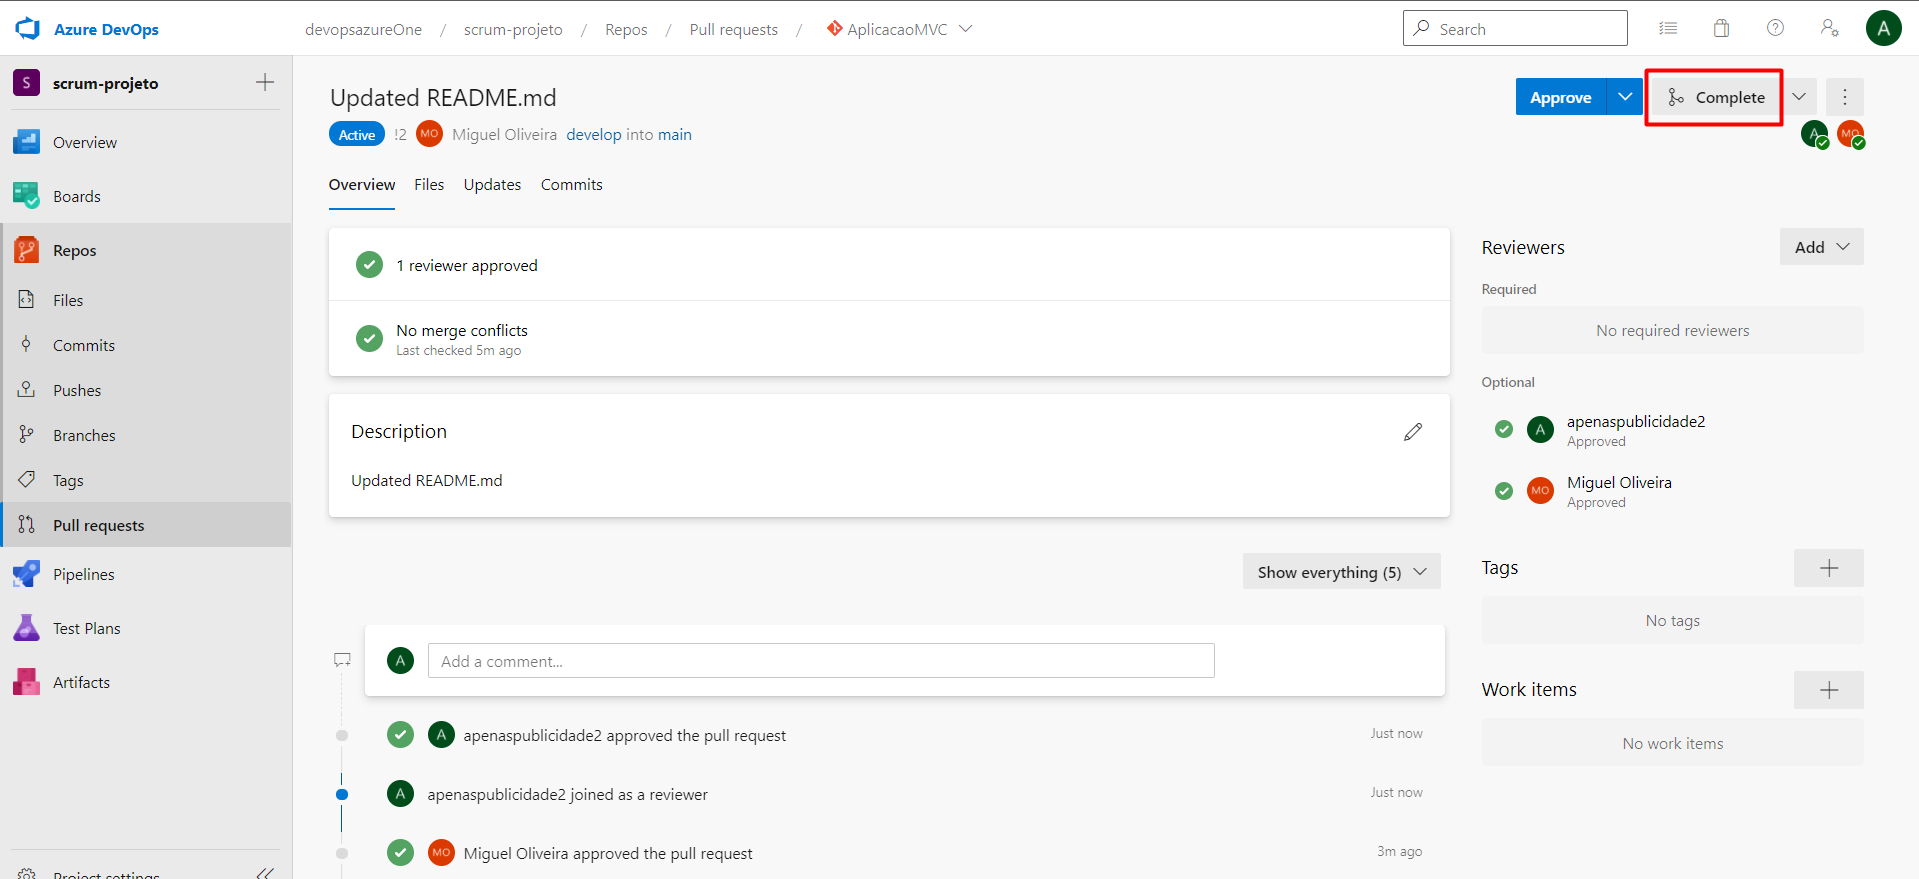 Azure DevOps
devopsazureOne / scrum-projeto / Repos / Pull requests / AplicacaoMVC
Search
A
S scrum-projeto
Overview
Boards
Repos
Files
Commits
Pushes
Branches
Tags
Pull requests
Pipelines
Test Plans
Artifacts
Project settings
Updated README.md
Approve
Complete
Active !2 MO Miguel Oliveira develop into main
A MO
Overview Files Updates Commits
1 reviewer approved
No merge conflicts
Last checked 5m ago
Description
Updated README.md
Show everything (5)
A Add a comment...
A apenaspublicidade2 approved the pull request Just now
A apenaspublicidade2 joined as a reviewer Just now
MO Miguel Oliveira approved the pull request 3m ago
Reviewers Add
Required
No required reviewers
Optional
A apenaspublicidade2
Approved
MO Miguel Oliveira
Approved
Tags
No tags
Work items
No work items